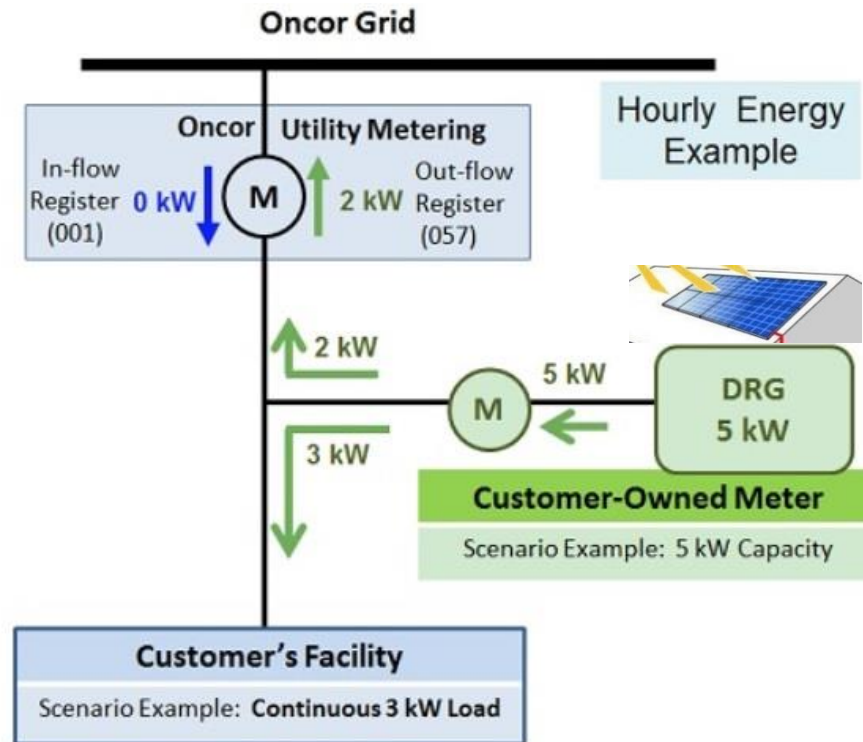 Oncor Grid
Hourly Energy
Example
Oncor Utility Metering
In-flow
Register
(001)
0 kW
M
2 kW
Out-flow
Register
(057)
2 kW
5 kW
M
DRG
5 kW
3 kW
Customer-Owned Meter
Scenario Example: 5 kW Capacity
Customer’s Facility
Scenario Example: Continuous 3 kW Load